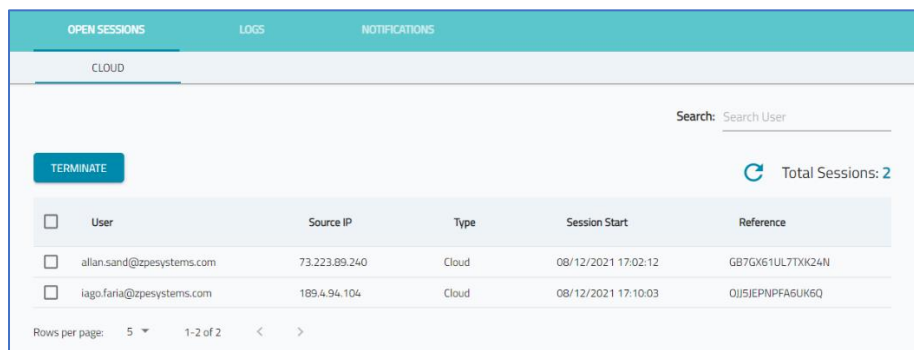 OPEN SESSIONS LOGS NOTIFICATIONS
CLOUD
Search: Search User
TERMINATE Total Sessions: 2
User Source IP Type Session Start Reference
allan.sand@zpesystems.com 73.223.89.240 Cloud 08/12/2021 17:02:12 GB7GX61UL7TXK24N
iago.faria@zpesystems.com 189.4.94.104 Cloud 08/12/2021 17:10:03 OJJ5JEPNPFA6UK6Q
Rows per page: 5 1-2 of 2